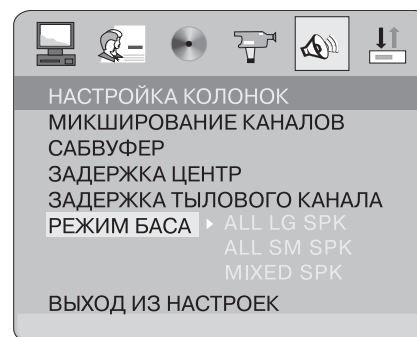 НАСТРОЙКА КОЛОНОК
МИКШИРОВАНИЕ КАНАЛОВ
САБВУФЕР
ЗАДЕРЖКА ЦЕНТР
ЗАДЕРЖКА ТЫЛОВОГО КАНАЛА
РЕЖИМ БАСА ALL LG SPK
ALL SM SPK
MIXED SPK
ВЫХОД ИЗ НАСТРОЕК